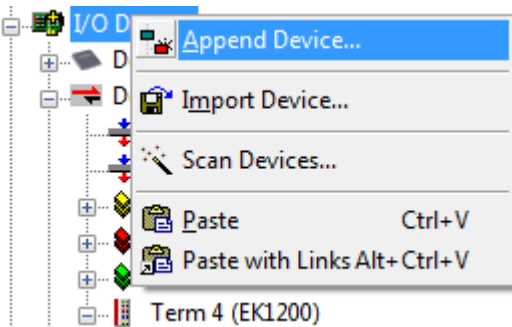 I/O D
Append Device...
D
Import Device...
D
Scan Devices...
Paste Ctrl+V
Paste with Links Alt+Ctrl+V
Term 4 (EK1200)